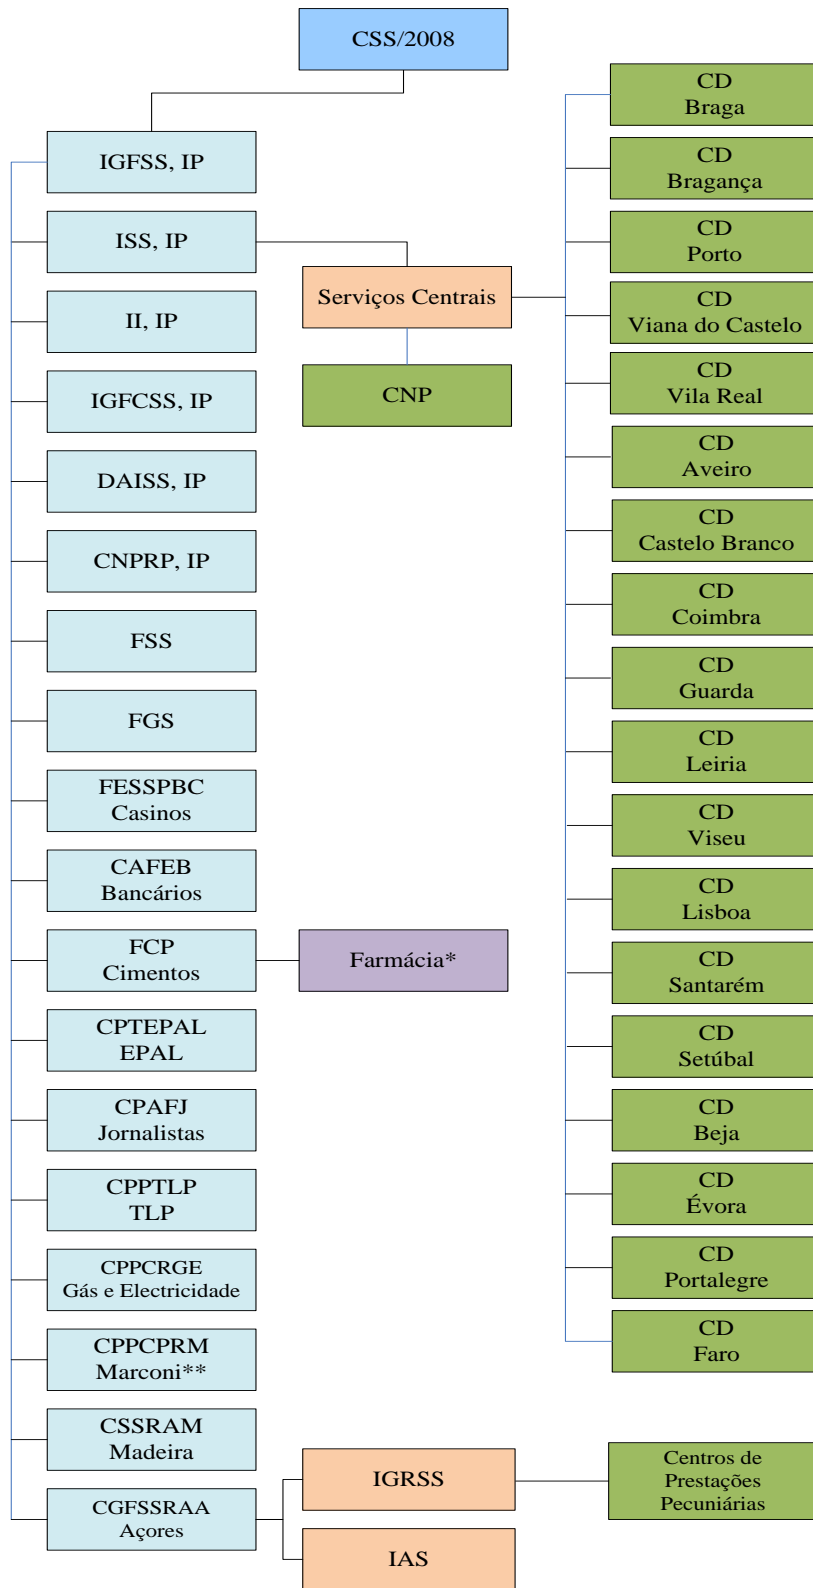 CSS/2008
IGFSS, IP
ISS, IP
II, IP
IGFCSS, IP
DAISS, IP
CNPRP, IP
FSS
FGS
FESSPBC
Casinos
CAFEB
Bancários
FCP
Cimentos
CPTEPAL
EPAL
CPAFJ
Jornalistas
CPPTLP
TLP
CPPCRGE
Gás e Electricidade
CPPCPRM
Marconi**
CSSRAM
Madeira
CGFSSRAA
Açores
Serviços Centrais
CNP
Farmácia*
IGRSS
IAS
CD
Braga
CD
Bragança
CD
Porto
CD
Viana do Castelo
CD
Vila Real
CD
Aveiro
CD
Castelo Branco
CD
Coimbra
CD
Guarda
CD
Leiria
CD
Viseu
CD
Lisboa
CD
Santarém
CD
Setúbal
CD
Beja
CD
Évora
CD
Portalegre
CD
Faro
Centros de
Prestações
Pecuniárias